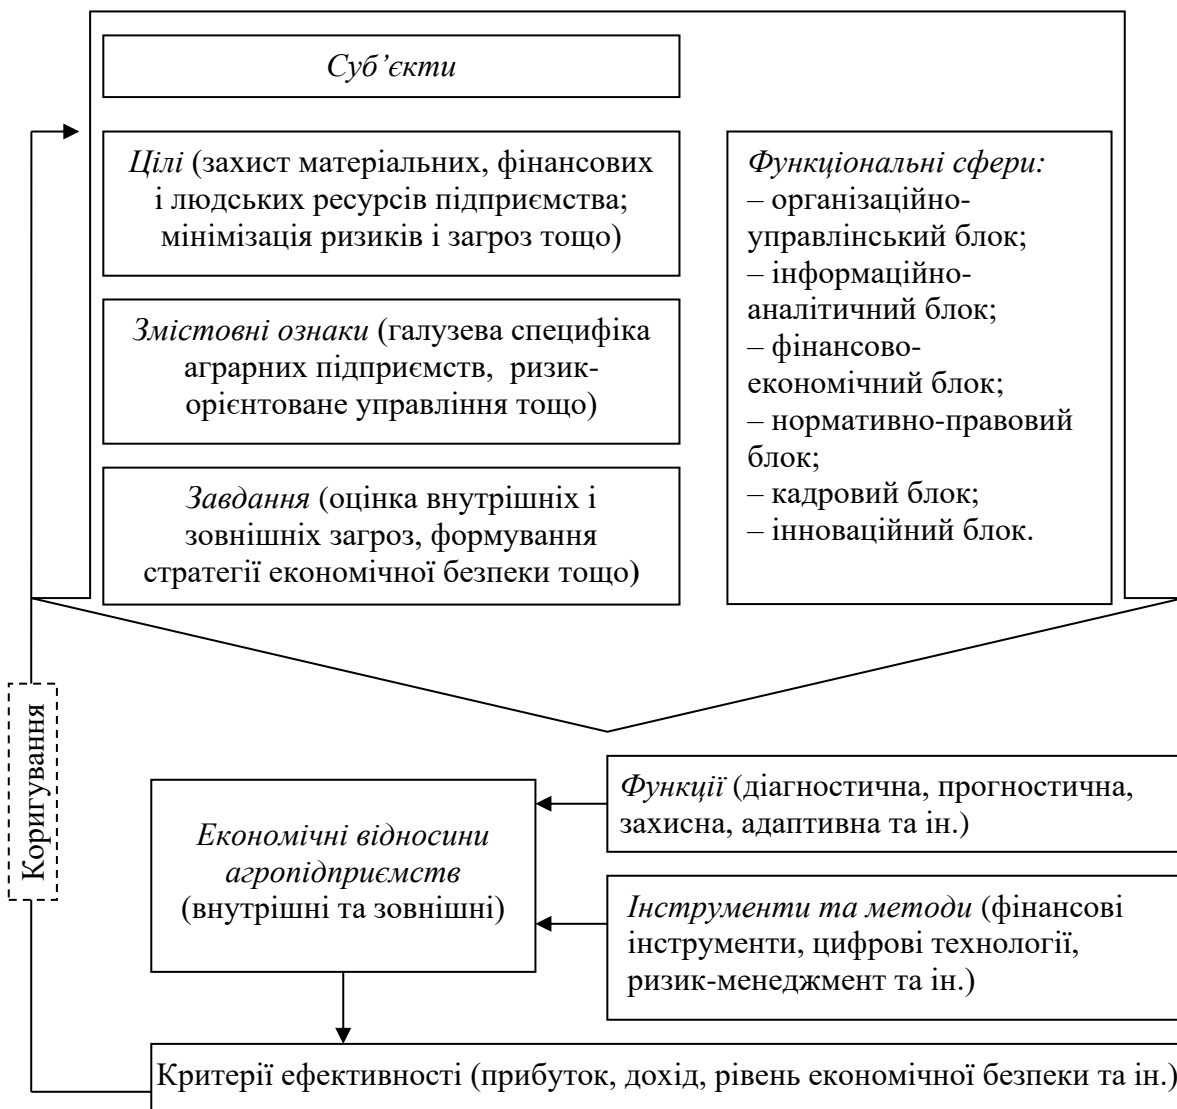 Суб’єкти
Цілі (захист матеріальних, фінансових
і людських ресурсів підприємства;
мінімізація ризиків і загроз тощо)
Змістовні ознаки (галузева специфіка
аграрних підприємств, ризик-
орієнтоване управління тощо)
Завдання (оцінка внутрішніх і
зовнішніх загроз, формування
стратегії економічної безпеки тощо)
Функціональні сфери:
– організаційно-
управлінський блок;
– інформаційно-
аналітичний блок;
– фінансово-
економічний блок;
– нормативно-правовий
блок;
– кадровий блок;
– інноваційний блок.
Коригування
Економічні відносини
агропідприємств
(внутрішні та зовнішні)
Функції (діагностична, прогностична,
захисна, адаптивна та ін.)
Інструменти та методи (фінансові
інструменти, цифрові технології,
ризик-менеджмент та ін.)
Критерії ефективності (прибуток, дохід, рівень економічної безпеки та ін.)